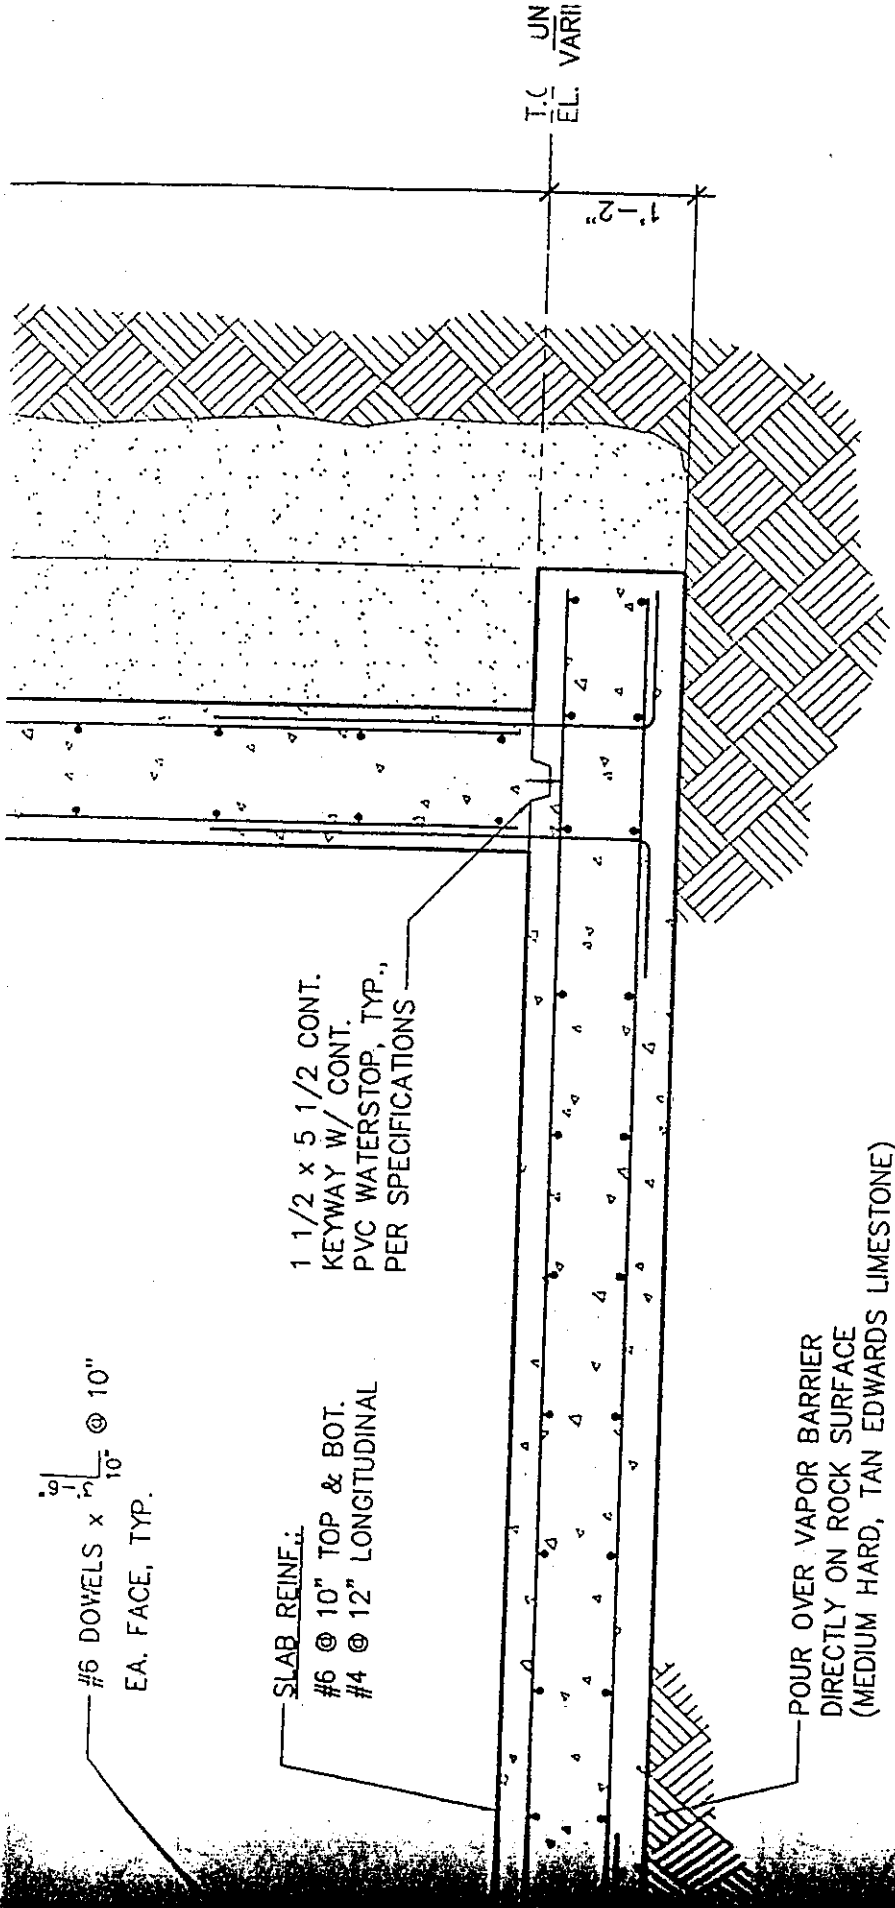 #6 DOWELS x 10" @ 10"
EA. FACE, TYP.
SLAB REINF.:
#6 @ 10" TOP & BOT.
#4 @ 12" LONGITUDINAL
1 1/2 x 5 1/2 CONT.
KEYWAY W/ CONT.
PVC WATERSTOP, TYP.,
PER SPECIFICATIONS
POUR OVER VAPOR BARRIER
DIRECTLY ON ROCK SURFACE
(MEDIUM HARD, TAN EDWARDS LIMESTONE)
1'-2"
EL.